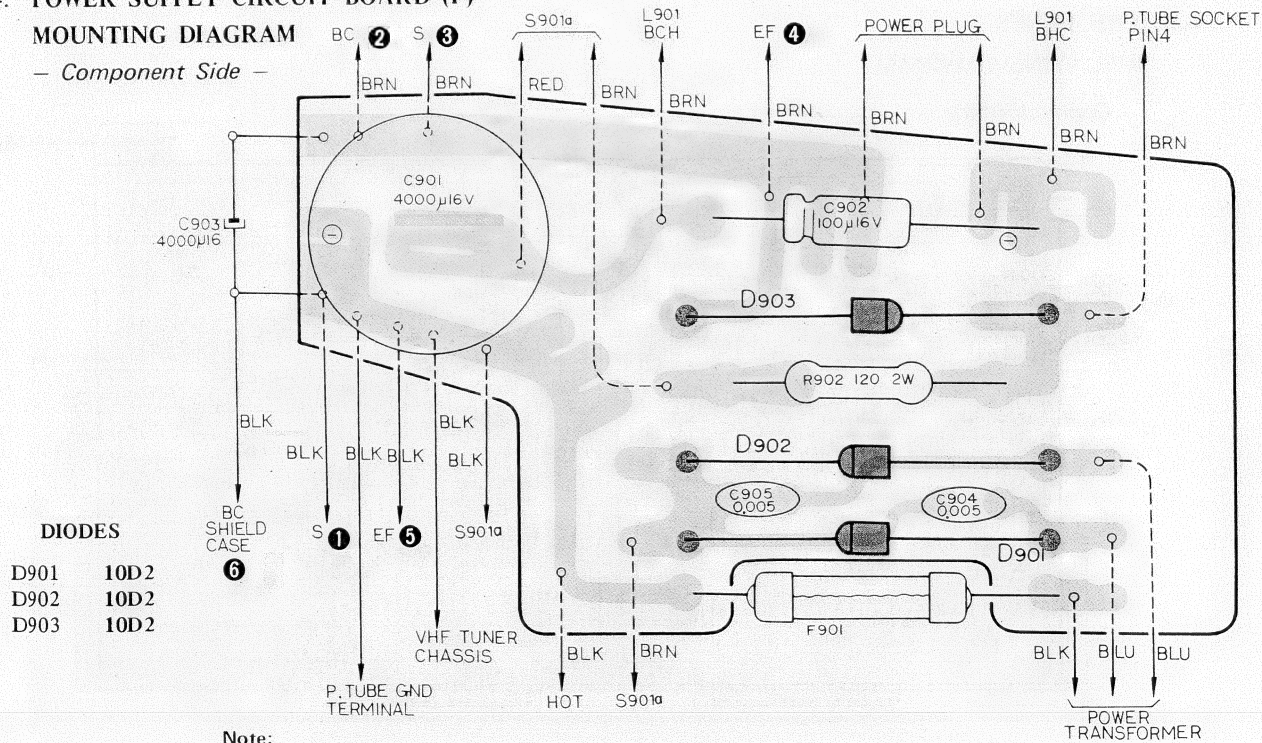 POWER SUPPLY CIRCUIT BOARD (P)
MOUNTING DIAGRAM
– Component Side –
BC ❷
S ❸
S901a
L901
BCH
EF ❹
POWER PLUG
L901
BHC
P.TUBE SOCKET
PIN4
BRN
BRN
RED
BRN
BRN
BRN
BRN
BRN
BRN
BRN
C901
4000µ16V
C903
4000µ16
⊖
C902
100µ16V
⊖
D903
R902 120 2W
D902
C905
0.005
C904
0.005
D901
F901
BLK
BLK
BLK
BLK
BLK
BLK
BC
SHIELD
CASE
❻
S ❶
EF ❺
S901a
DIODES
D901 10D2
D902 10D2
D903 10D2
VHF TUNER
CHASSIS
P.TUBE GND
TERMINAL
BLK
BRN
HOT
S901a
BLK
BLU
BLU
POWER
TRANSFORMER
Note: